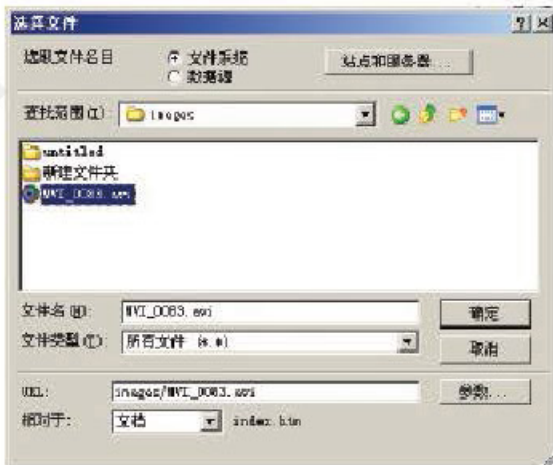 选择文件
选取文件名自 文件系统
数据源
站点和服务器...
查找范围(I): images
untitled
新建文件夹
MVI_0083.avi
文件名(N): MVI_0083.avi
确定
文件类型(T): 所有文件 (*.*)
取消
URL: images/MVI_0083.avi
参数...
相对于: 文档 index.htm